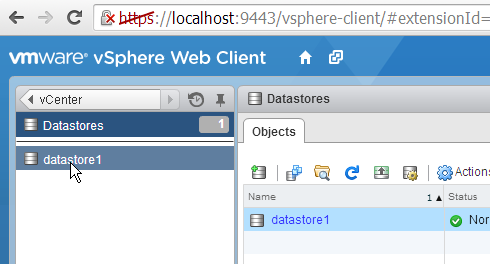 https://localhost:9443/vsphere-client/#extensionId=
vmware vSphere Web Client
vCenter
Datastores 1
datastore1
Datastores
Objects
Actions
Name 1 Status
datastore1 Nor